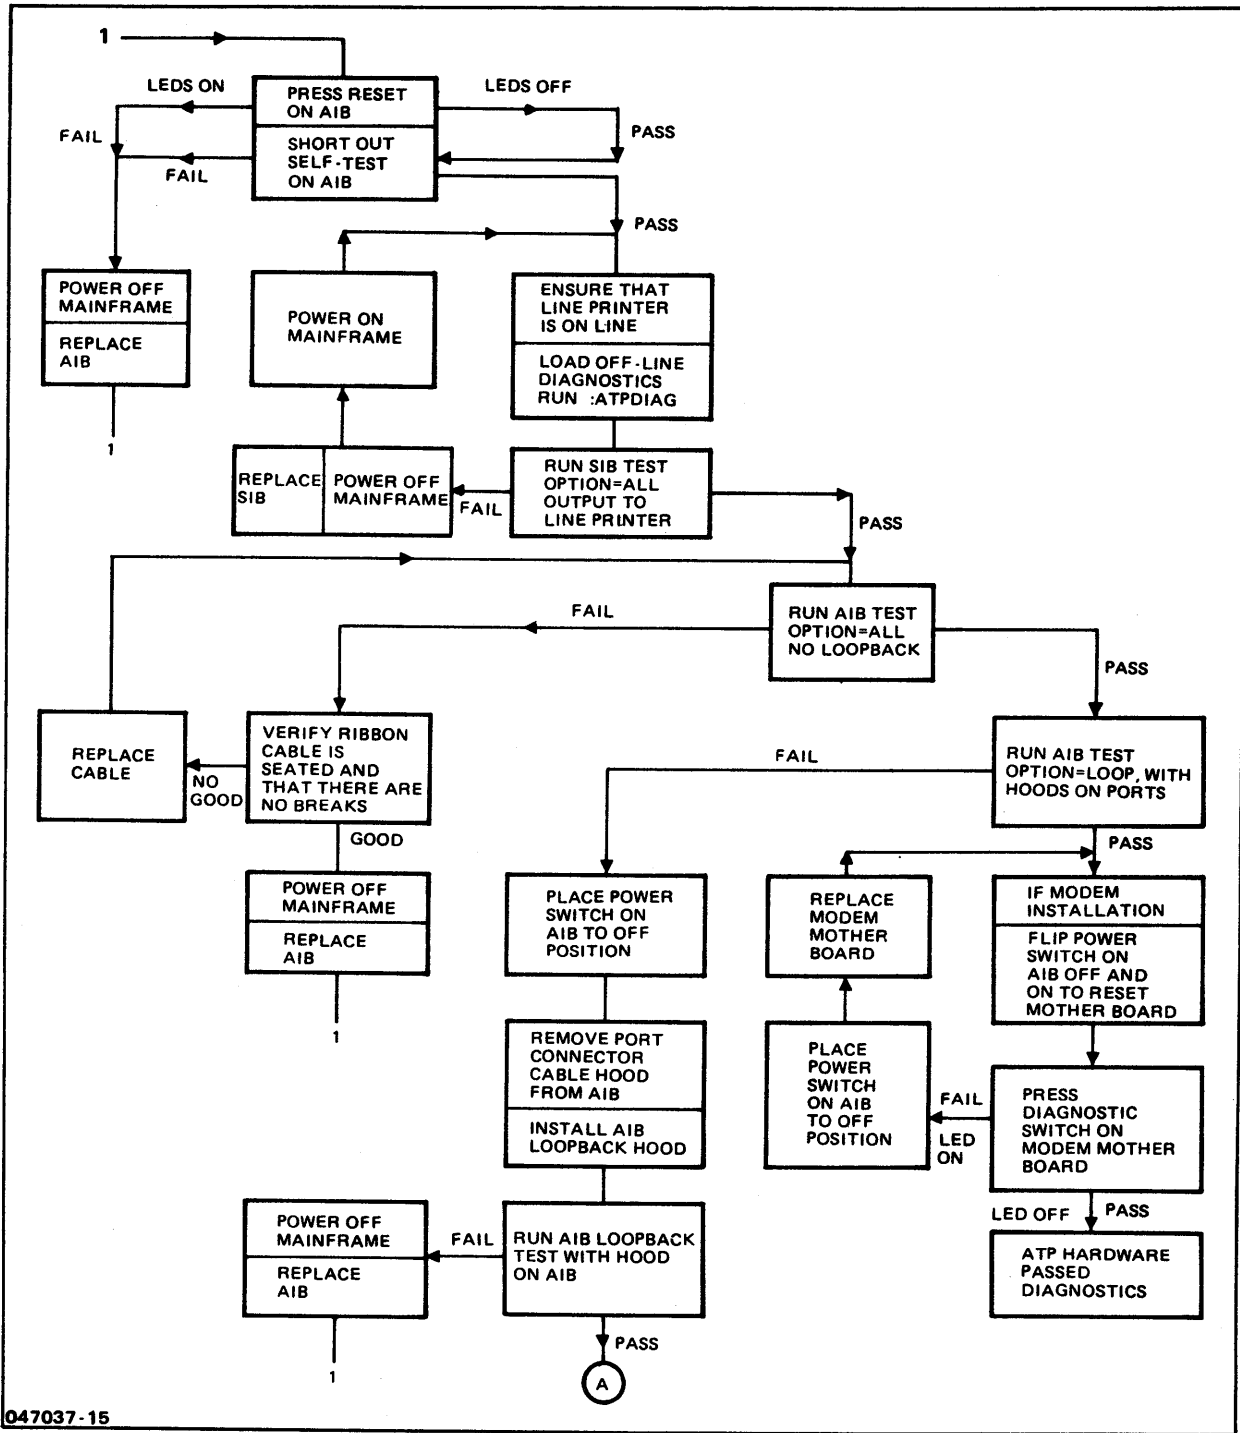 1
LEDS ON
PRESS RESET
ON AIB
LEDS OFF
FAIL
PASS
SHORT OUT
SELF-TEST
ON AIB
FAIL
PASS
POWER OFF
MAINFRAME
REPLACE
AIB
1
POWER ON
MAINFRAME
ENSURE THAT
LINE PRINTER
IS ON LINE
LOAD OFF-LINE
DIAGNOSTICS
RUN :ATPDIAG
REPLACE
SIB
POWER OFF
MAINFRAME
FAIL
RUN SIB TEST
OPTION=ALL
OUTPUT TO
LINE PRINTER
PASS
FAIL
RUN AIB TEST
OPTION=ALL
NO LOOPBACK
PASS
REPLACE
CABLE
NO
GOOD
VERIFY RIBBON
CABLE IS
SEATED AND
THAT THERE ARE
NO BREAKS
GOOD
FAIL
RUN AIB TEST
OPTION=LOOP, WITH
HOODS ON PORTS
PASS
POWER OFF
MAINFRAME
REPLACE
AIB
1
PLACE POWER
SWITCH ON
AIB TO OFF
POSITION
REPLACE
MODEM
MOTHER
BOARD
IF MODEM
INSTALLATION
FLIP POWER
SWITCH ON
AIB OFF AND
ON TO RESET
MOTHER BOARD
REMOVE PORT
CONNECTOR
CABLE HOOD
FROM AIB
INSTALL AIB
LOOPBACK HOOD
PLACE
POWER
SWITCH
ON AIB
TO OFF
POSITION
FAIL
LED
ON
PRESS
DIAGNOSTIC
SWITCH ON
MODEM MOTHER
BOARD
LED OFF
PASS
POWER OFF
MAINFRAME
REPLACE
AIB
1
FAIL
RUN AIB LOOPBACK
TEST WITH HOOD
ON AIB
PASS
A
ATP HARDWARE
PASSED
DIAGNOSTICS
047037-15